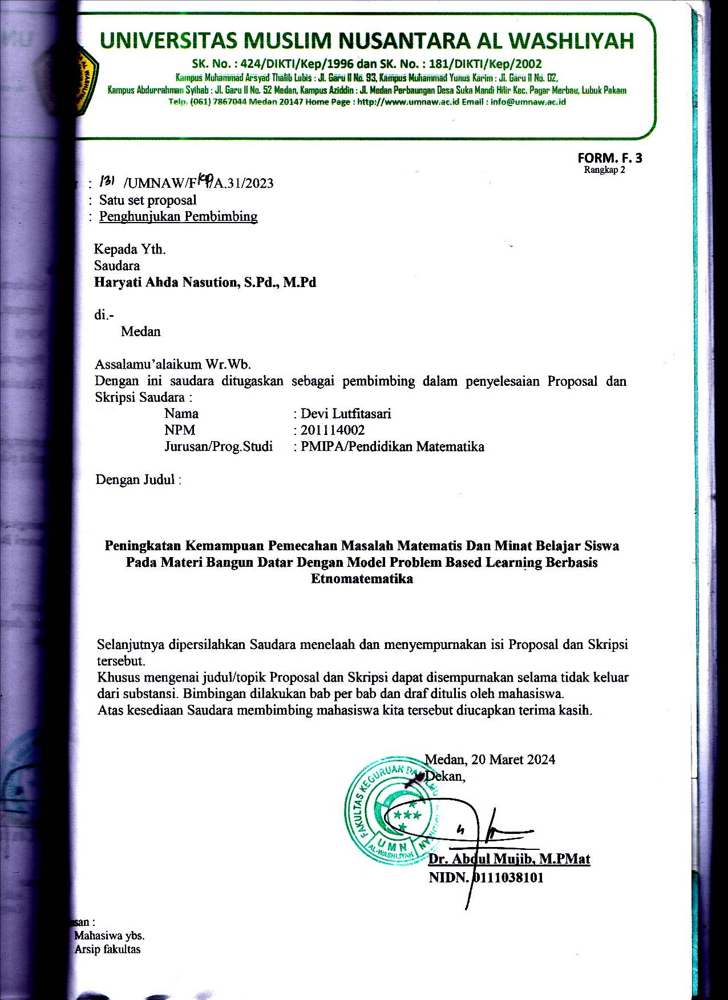 UNIVERSITAS MUSLIM NUSANTARA AL WASHLIYAH
SK. No. : 424/DIKTI/Kep/1996 dan SK. No. : 181/DIKTI/Kep/2002
Kampus Muhammad Arsyad Thalib Lubis : Jl. Garu II No. 93, Kampus Muhammad Yunus Karim : Jl. Garu II No. 02,
Kampus Abdurrahman Syihab : Jl. Garu II No. 52 Medan, Kampus Aziddin : Jl. Medan Perbaungan Desa Suka Mandi Hilir Kec. Pagar Merbau, Lubuk Pakam
Telp. (061) 7867044 Medan 20147 Home Page : http://www.umnaw.ac.id Email : info@umnaw.ac.id
FORM. F. 3
Rangkap 2
: 131 /UMNAW/FKIP/A.31/2023
: Satu set proposal
: Penghunjukan Pembimbing
Kepada Yth.
Saudara
Haryati Ahda Nasution, S.Pd., M.Pd
di.-
Medan
Assalamu’alaikum Wr.Wb.
Dengan ini saudara ditugaskan sebagai pembimbing dalam penyelesaian Proposal dan
Skripsi Saudara :
Nama : Devi Lutfitasari
NPM : 201114002
Jurusan/Prog.Studi : PMIPA/Pendidikan Matematika
Dengan Judul :
Peningkatan Kemampuan Pemecahan Masalah Matematis Dan Minat Belajar Siswa
Pada Materi Bangun Datar Dengan Model Problem Based Learning Berbasis
Etnomatematika
Selanjutnya dipersilahkan Saudara menelaah dan menyempurnakan isi Proposal dan Skripsi
tersebut.
Khusus mengenai judul/topik Proposal dan Skripsi dapat disempurnakan selama tidak keluar
dari substansi. Bimbingan dilakukan bab per bab dan draf ditulis oleh mahasiswa.
Atas kesediaan Saudara membimbing mahasiswa kita tersebut diucapkan terima kasih.
Medan, 20 Maret 2024
Dekan,
FAKULTAS KEGURUAN DAN ILMU
UMN
AL-WASHLIYAH
Dr. Abdul Mujib, M.PMat
NIDN. 0111038101
san :
Mahasiwa ybs.
Arsip fakultas